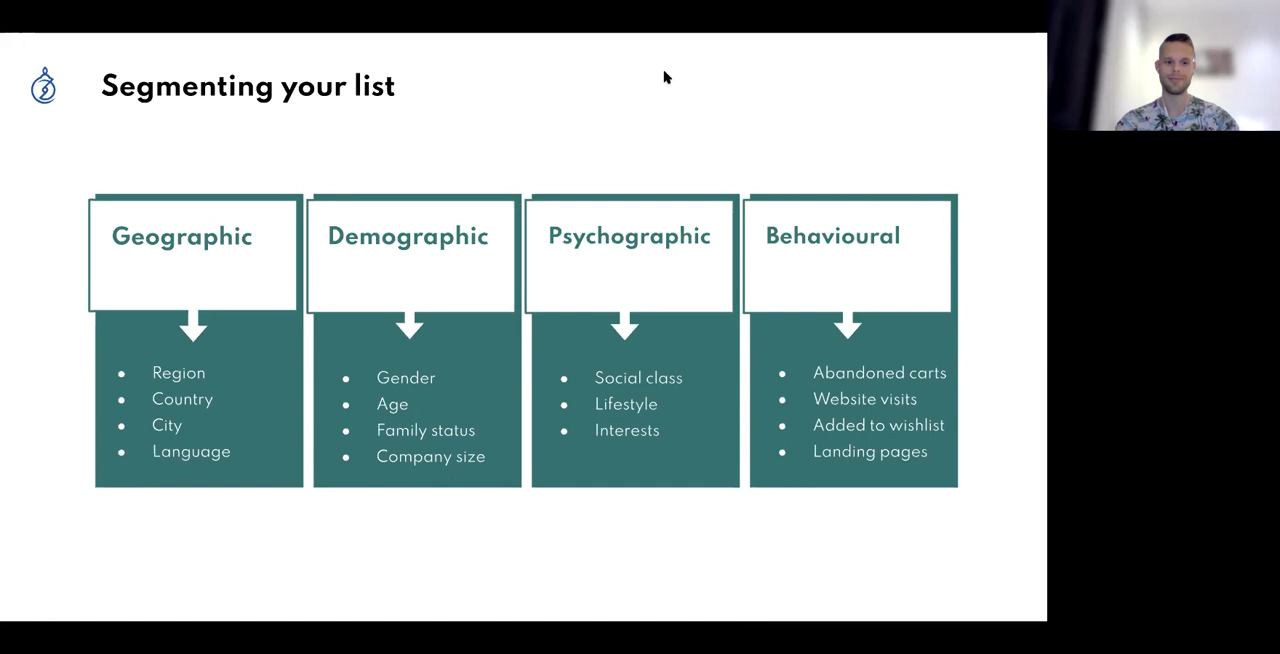 Segmenting your list
Geographic
Region
Country
City
Language
Demographic
Gender
Age
Family status
Company size
Psychographic
Social class
Lifestyle
Interests
Behavioural
Abandoned carts
Website visits
Added to wishlist
Landing pages